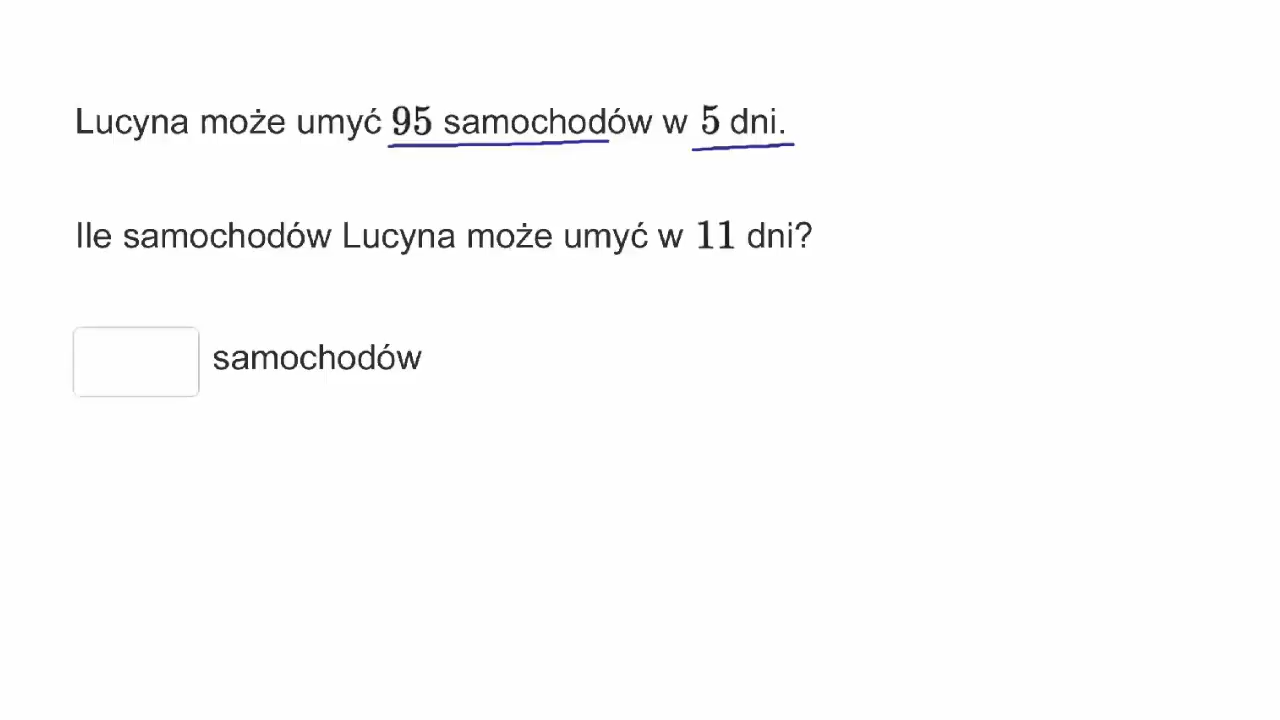 Lucyna może umyć 95 samochodów w 5 dni.
Ile samochodów Lucyna może umyć w 11 dni?
samochodów